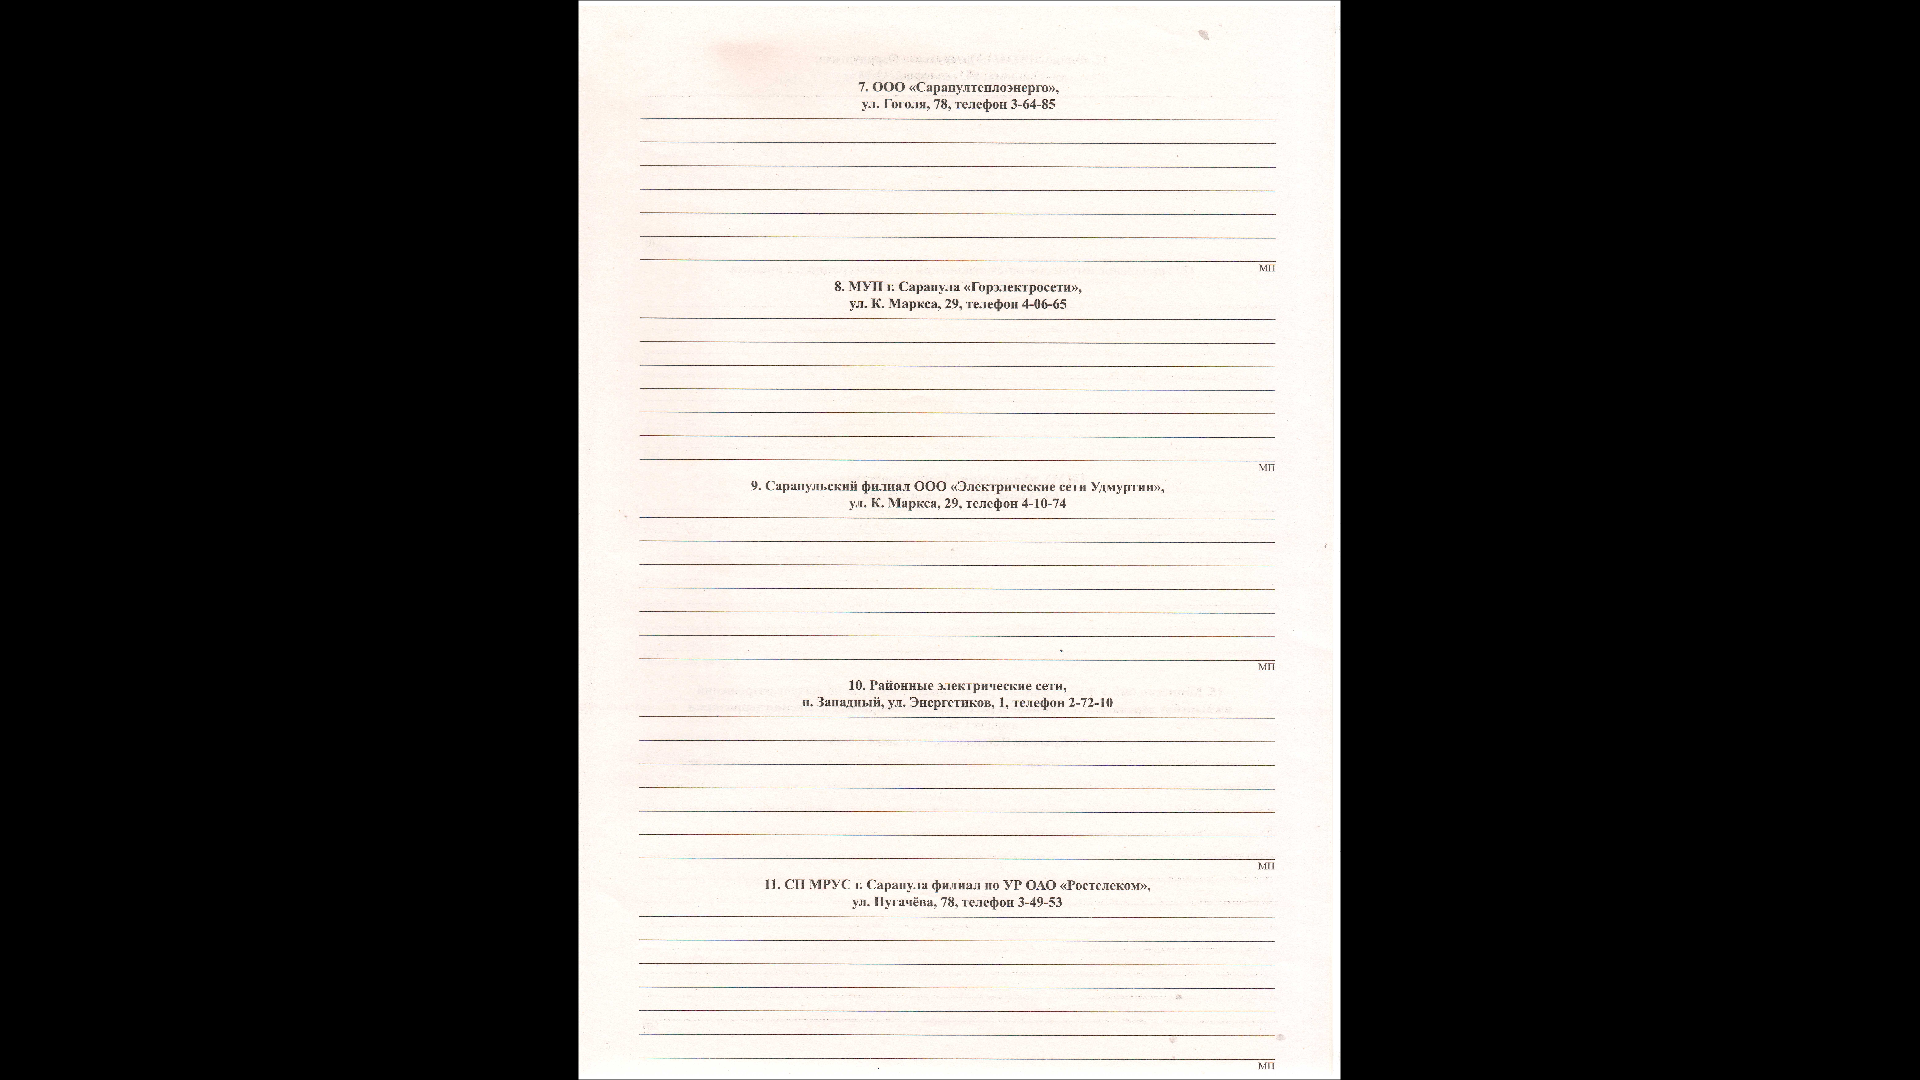 7. ООО «Сарапултеплоэнерго»,
ул. Гоголя, 78, телефон 3-64-85
МП
8. МУП г. Сарапула «Горэлектросети»,
ул. К. Маркса, 29, телефон 4-06-65
МП
9. Сарапульский филиал ООО «Электрические сети Удмуртии»,
ул. К. Маркса, 29, телефон 4-10-74
МП
10. Районные электрические сети,
п. Западный, ул. Энергетиков, 1, телефон 2-72-10
МП
11. СП МРУС г. Сарапула филиал по УР ОАО «Ростелеком»,
ул. Пугачёва, 78, телефон 3-49-53
МП